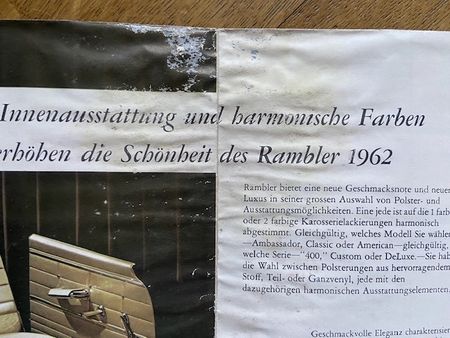 Innenausstattung und harmonische Farben
erhöhen die Schönheit des Rambler 1962
Rambler bietet eine neue Geschmacksnote und neuen
Luxus in seiner grossen Auswahl von Polster- und
Ausstattungsmöglichkeiten. Eine jede ist auf die 1 farb
oder 2 farbige Karosserielackierungen harmonisch
abgestimmt. Gleichgültig, welches Modell Sie wählen
—Ambassador, Classic oder American—gleichgültig,
welche Serie—"400," Custom oder DeLuxe.—Sie hab
die Wahl zwischen Polsterungen aus hervorragendem
Stoff, Teil- oder Ganzvenyl, jede mit den
dazugehörigen harmonischen Ausstattungselementen.
Geschmackvolle Eleganz charakterisier